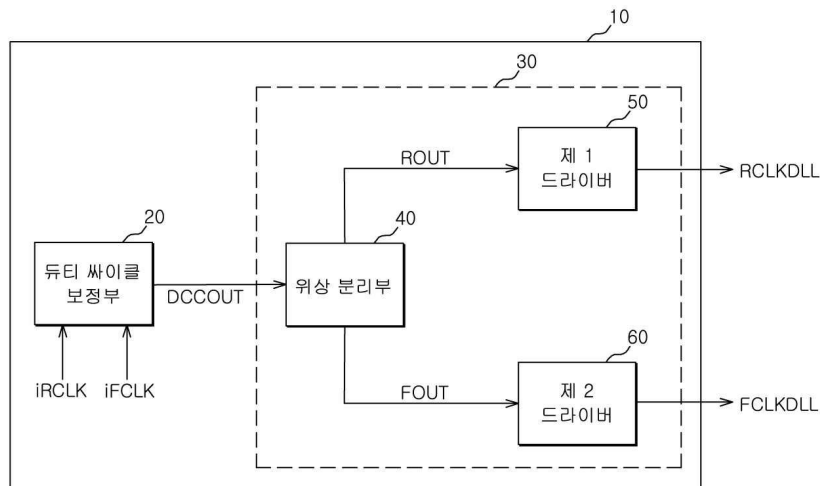 10
30
50
제 1
드라이버
ROUT
RCLKDLL
20
듀티 싸이클
보정부
DCCOUT
40
위상 분리부
iRCLK
iFCLK
60
제 2
드라이버
FOUT
FCLKDLL